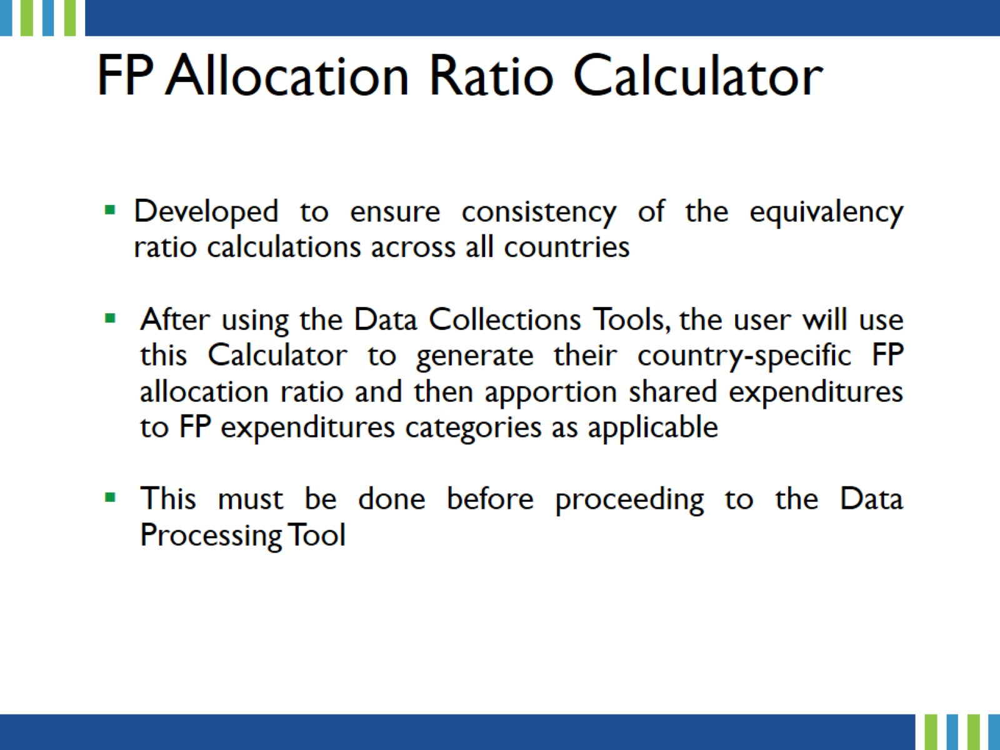 FP Allocation Ratio Calculator
▪ Developed to ensure consistency of the equivalency
ratio calculations across all countries
▪ After using the Data Collections Tools, the user will use
this Calculator to generate their country-specific FP
allocation ratio and then apportion shared expenditures
to FP expenditures categories as applicable
▪ This must be done before proceeding to the Data
Processing Tool